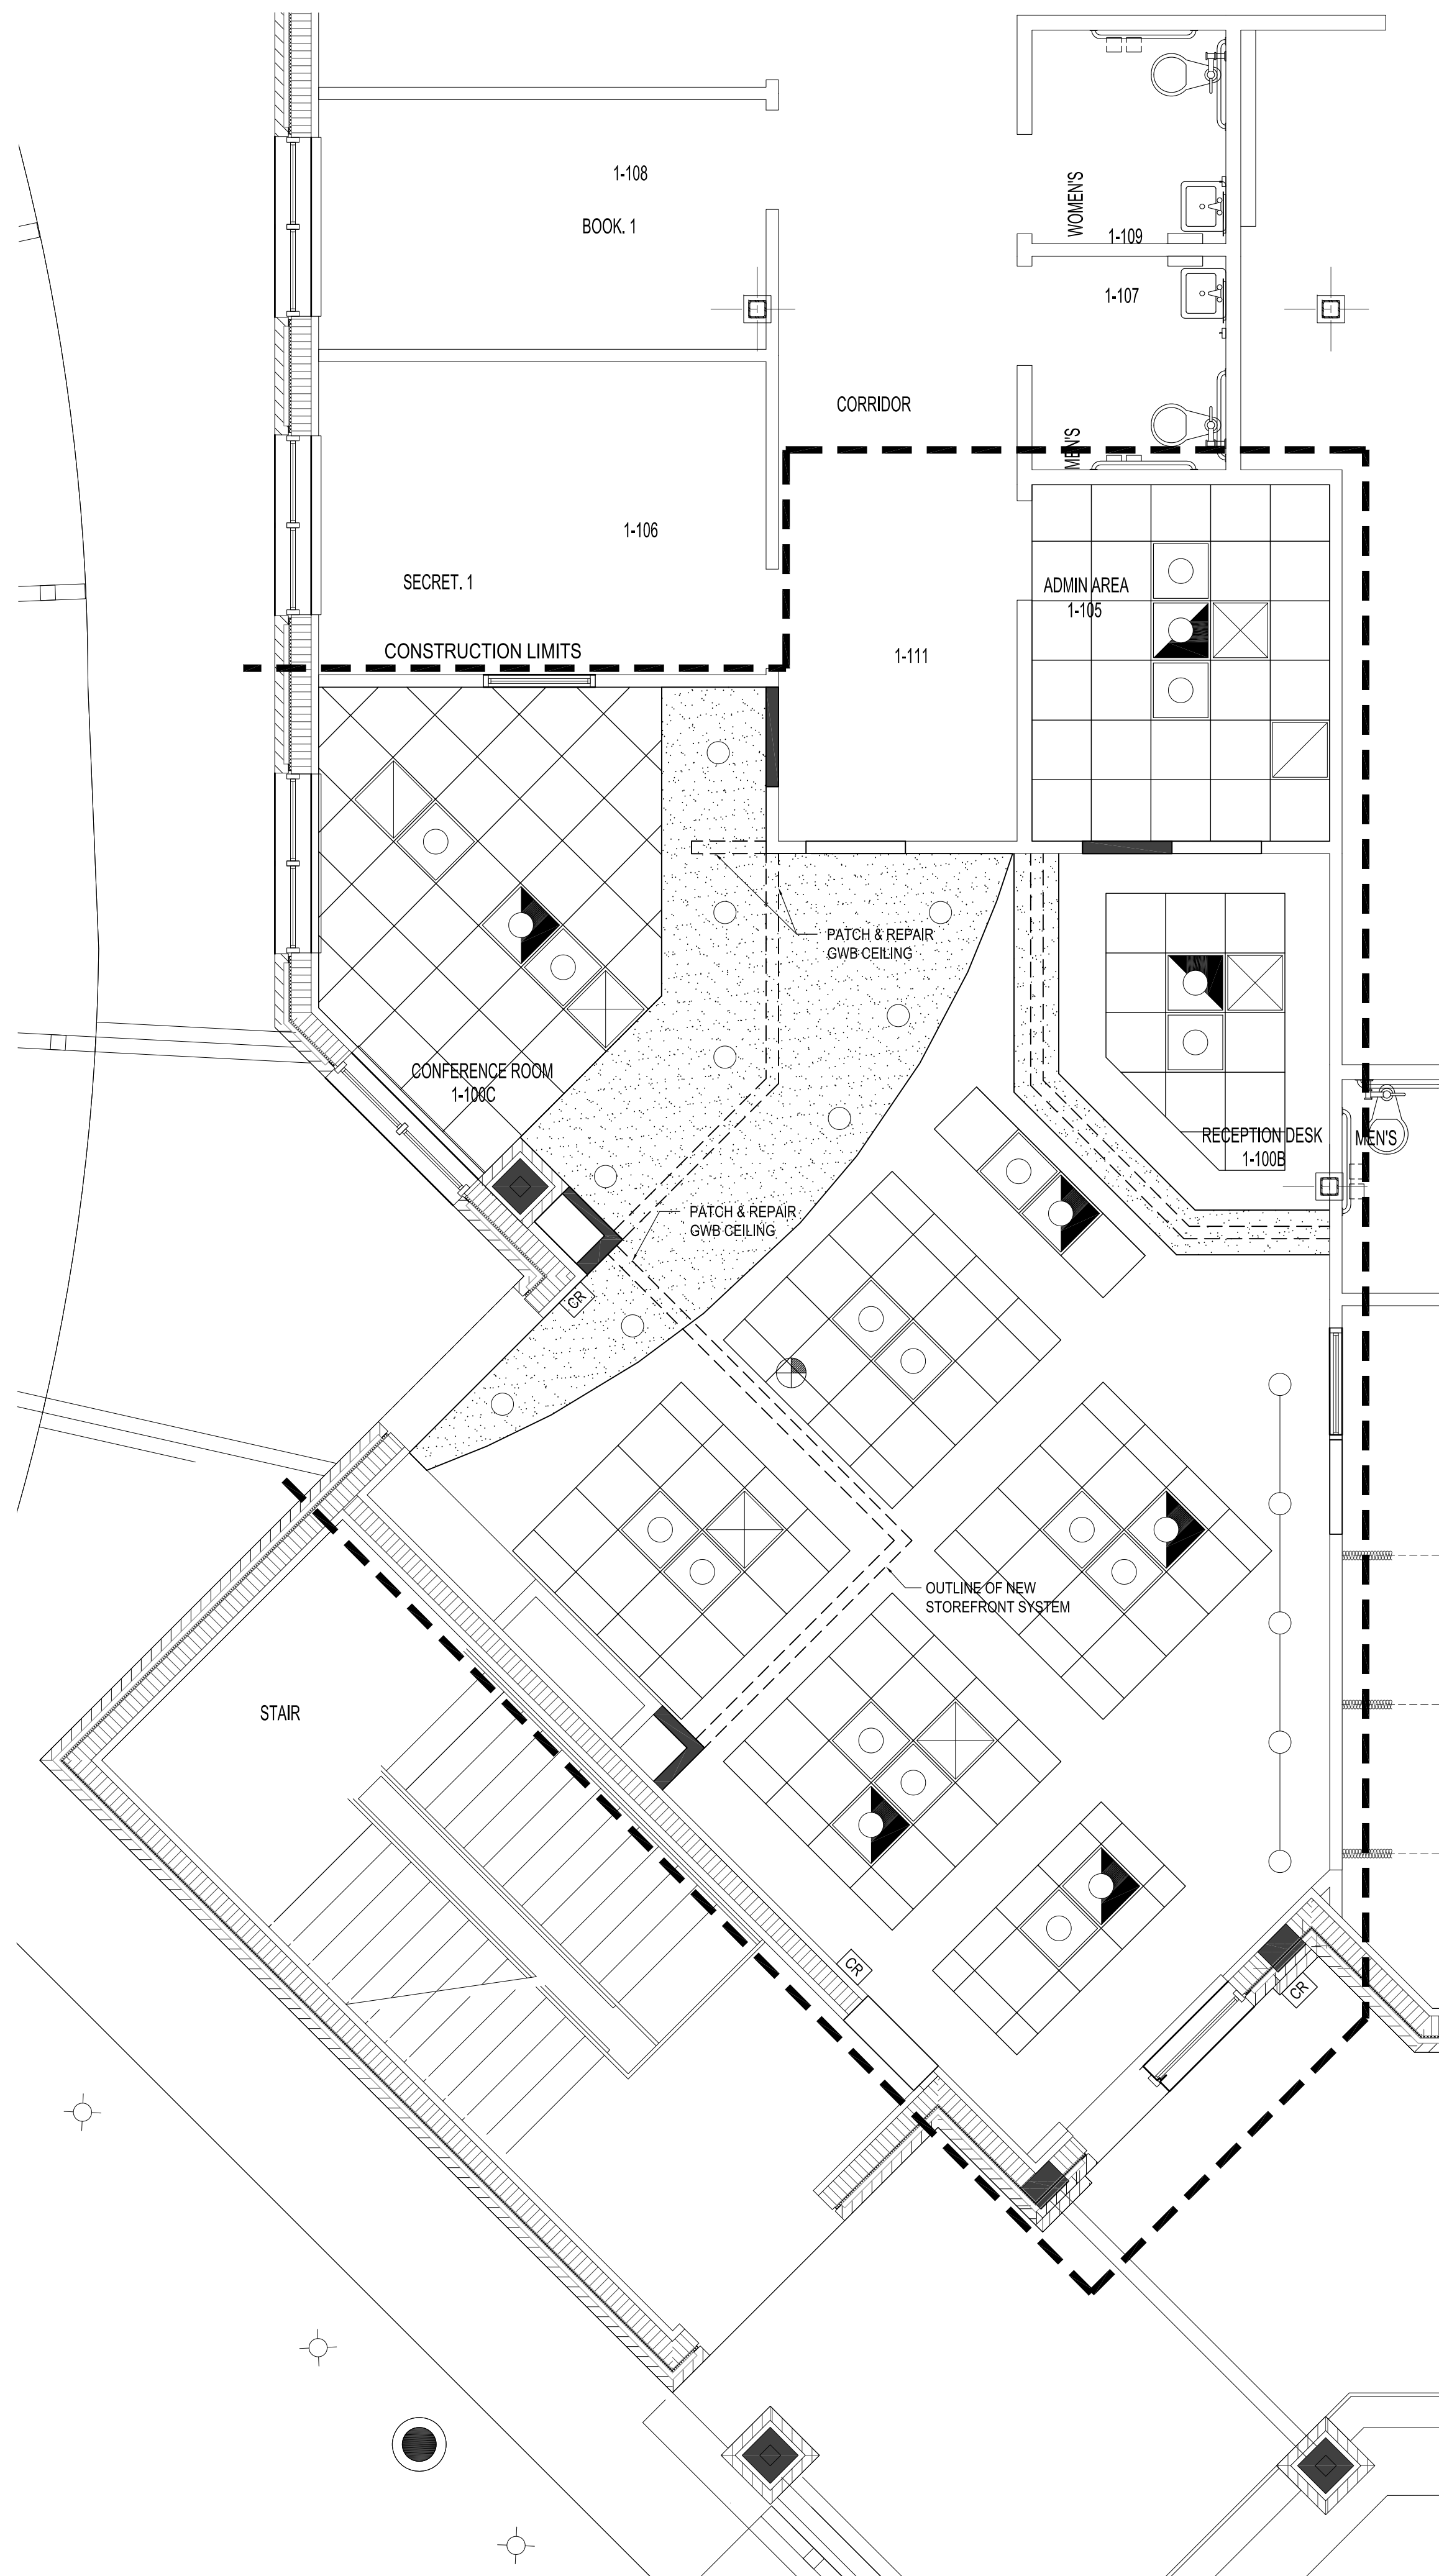 1-108
BOOK. 1
WOMEN'S
1-109
1-107
CORRIDOR
MEN'S
1-106
SECRET. 1
ADMIN AREA
1-105
CONSTRUCTION LIMITS
1-111
PATCH & REPAIR
GWB CEILING
CONFERENCE ROOM
1-100C
RECEPTION DESK
1-100B
MEN'S
PATCH & REPAIR
GWB CEILING
CR
OUTLINE OF NEW
STOREFRONT SYSTEM
STAIR
CR
CR